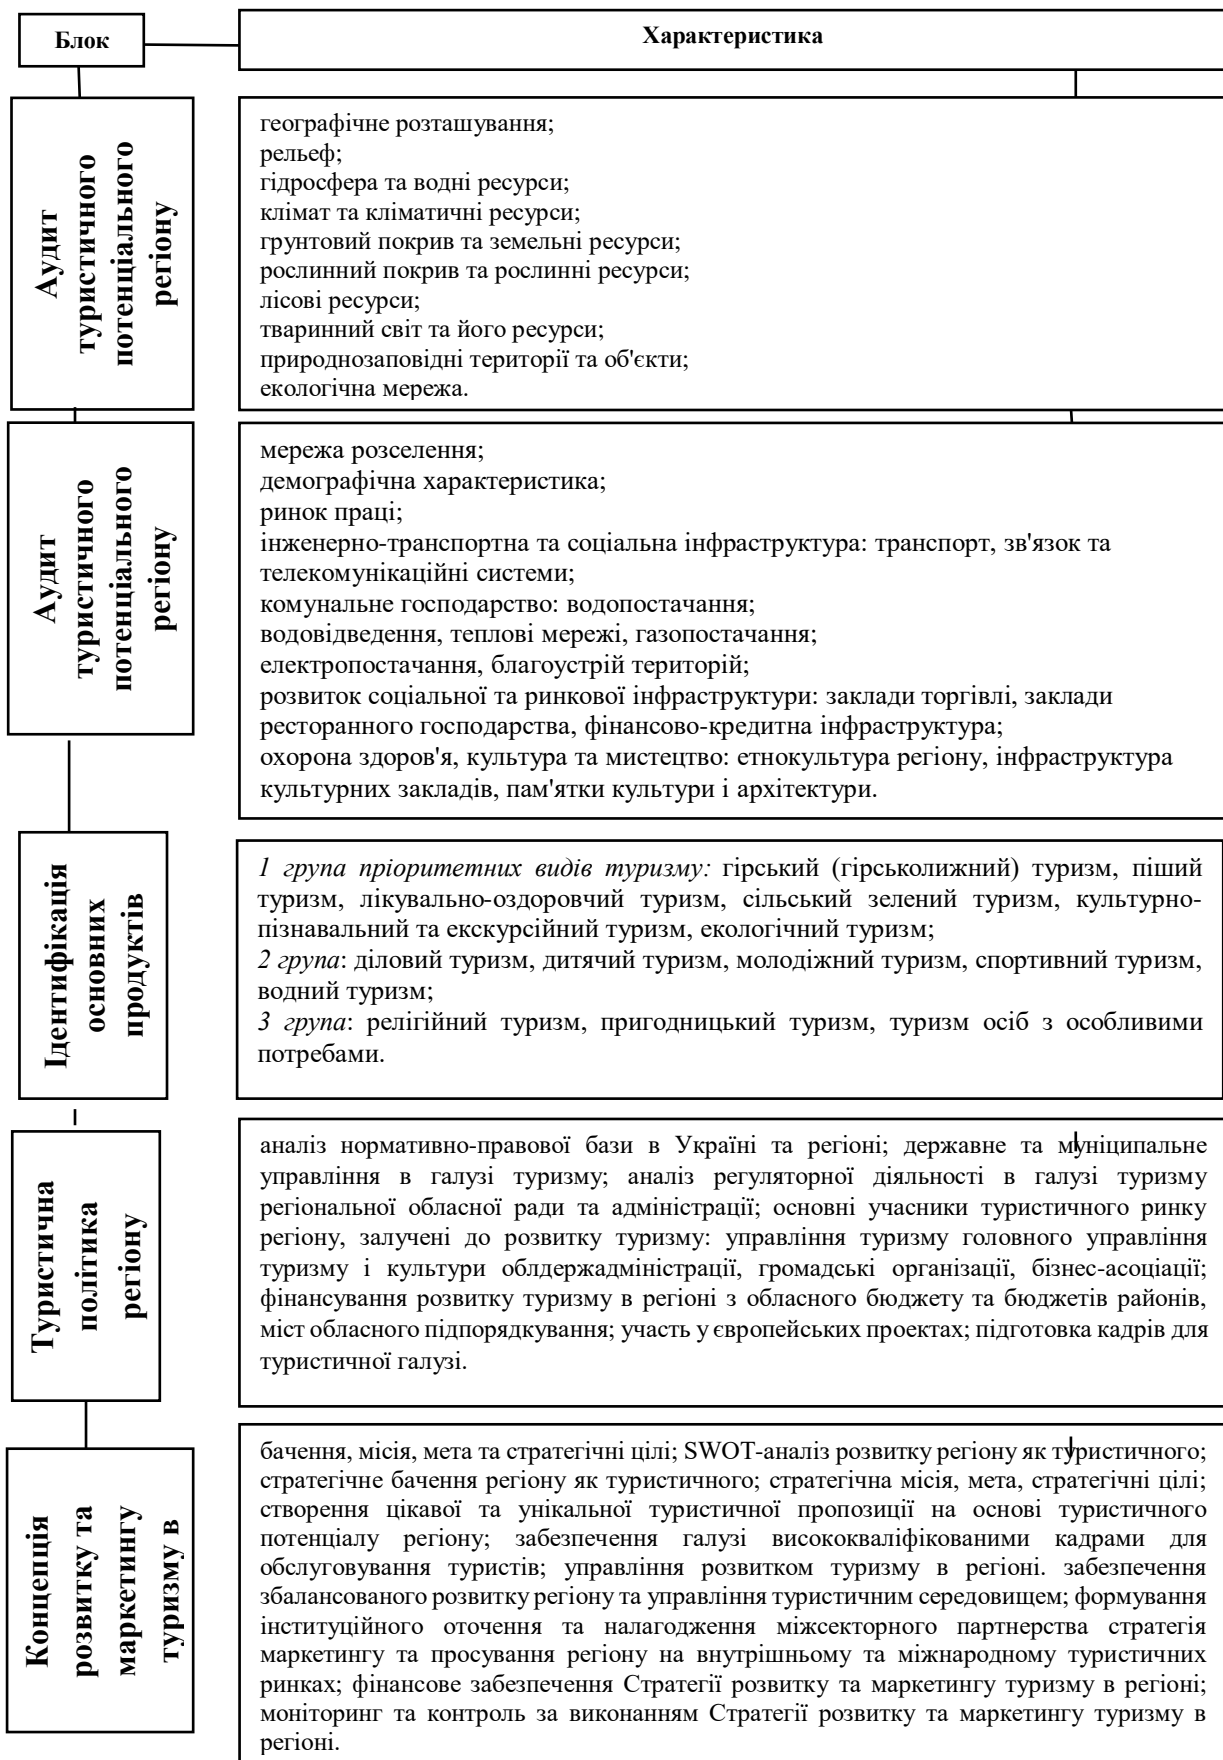 Блок
Характеристика
Аудит
туристичного
потенціального
регіону
географічне розташування;
рельеф;
гідросфера та водні ресурси;
клімат та кліматичні ресурси;
грунтовий покрив та земельні ресурси;
рослинний покрив та рослинні ресурси;
лісові ресурси;
тваринний світ та його ресурси;
природнозаповідні території та об'єкти;
екологічна мережа.
Аудит
туристичного
потенціального
регіону
мережа розселення;
демографічна характеристика;
ринок праці;
інженерно-транспортна та соціальна інфраструктура: транспорт, зв'язок та
телекомунікаційні системи;
комунальне господарство: водопостачання;
водовідведення, теплові мережі, газопостачання;
електропостачання, благоустрій територій;
розвиток соціальної та ринкової інфраструктури: заклади торгівлі, заклади
ресторанного господарства, фінансово-кредитна інфраструктура;
охорона здоров'я, культура та мистецтво: етнокультура регіону, інфраструктура
культурних закладів, пам'ятки культури і архітектури.
Ідентифікація
основних
продуктів
1 група пріоритетних видів туризму: гірський (гірськолижний) туризм, піший
туризм, лікувально-оздоровчий туризм, сільський зелений туризм, культурно-
пізнавальний та екскурсійний туризм, екологічний туризм;
2 група: діловий туризм, дитячий туризм, молодіжний туризм, спортивний туризм,
водний туризм;
3 група: релігійний туризм, пригодницький туризм, туризм осіб з особливими
потребами.
Туристична
політика
регіону
аналіз нормативно-правової бази в Україні та регіоні; державне та муніципальне
управління в галузі туризму; аналіз регуляторної діяльності в галузі туризму
регіональної обласної ради та адміністрації; основні учасники туристичного ринку
регіону, залучені до розвитку туризму: управління туризму головного управління
туризму і культури облдержадміністрації, громадські організації, бізнес-асоціації;
фінансування розвитку туризму в регіоні з обласного бюджету та бюджетів районів,
міст обласного підпорядкування; участь у європейських проектах; підготовка кадрів для
туристичної галузі.
Концепція
розвитку та
маркетингу
туризму в
бачення, місія, мета та стратегічні цілі; SWOT-аналіз розвитку регіону як туристичного;
стратегічне бачення регіону як туристичного; стратегічна місія, мета, стратегічні цілі;
створення цікавої та унікальної туристичної пропозиції на основі туристичного
потенціалу регіону; забезпечення галузі висококваліфікованими кадрами для
обслуговування туристів; управління розвитком туризму в регіоні. забезпечення
збалансованого розвитку регіону та управління туристичним середовищем; формування
інституційного оточення та налагодження міжсекторного партнерства стратегія
маркетингу та просування регіону на внутрішньому та міжнародному туристичних
ринках; фінансове забезпечення Стратегії розвитку та маркетингу туризму в регіоні;
моніторинг та контроль за виконанням Стратегії розвитку та маркетингу туризму в
регіоні.